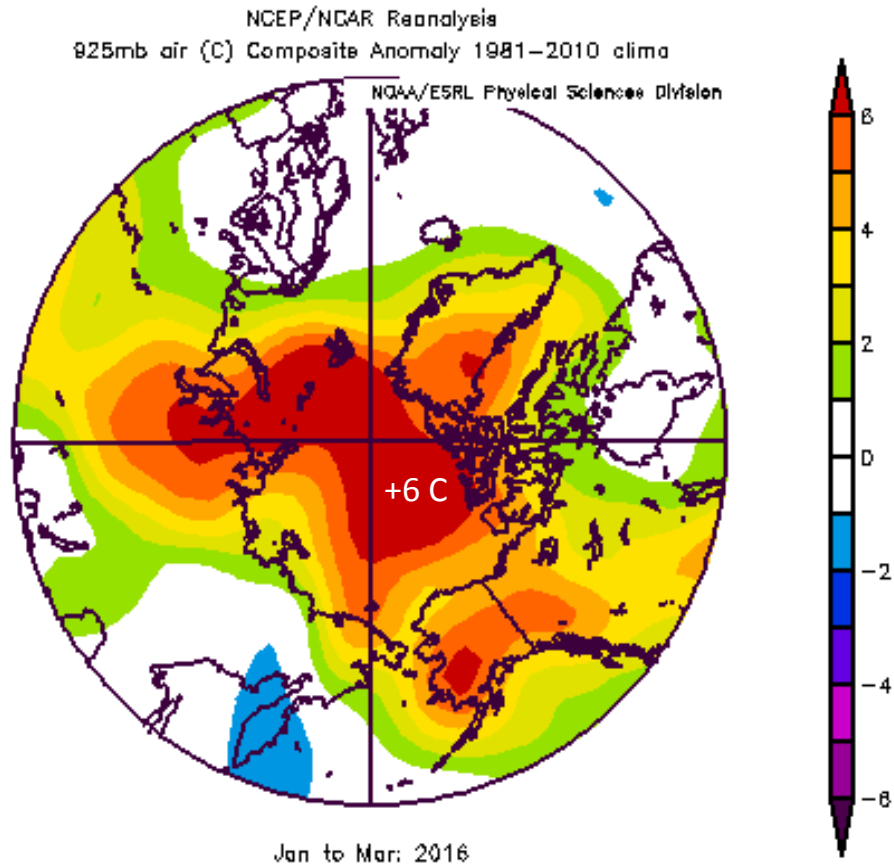 NCEP/NCAR Reanalysis
925mb air (C) Composite Anomaly 1981-2010 clima
NOAA/ESRL Physical Sciences Division
6
4
2
0
-2
-4
-6
+6 C
Jan to Mar: 2016